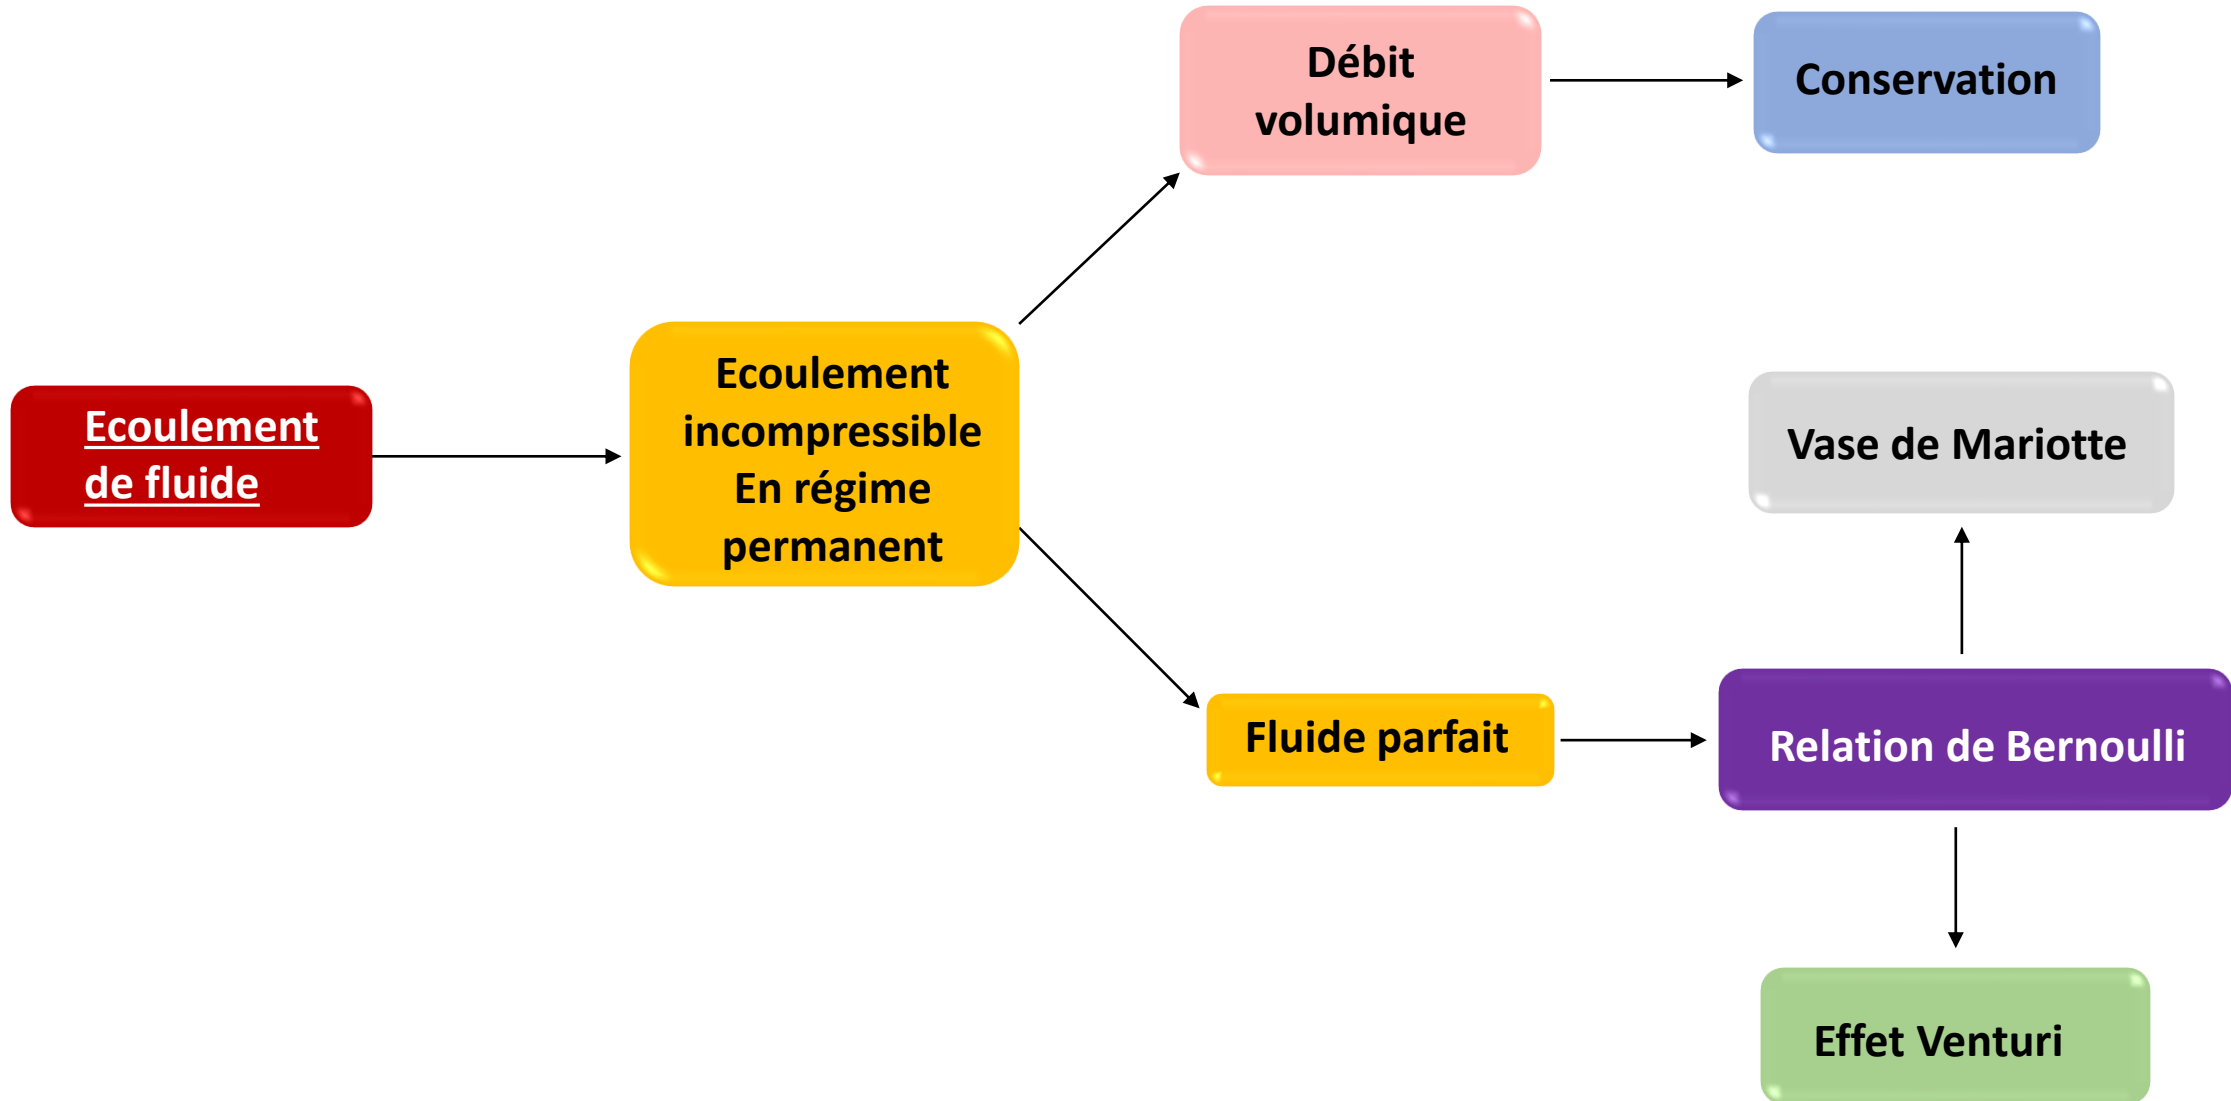 Ecoulement
de fluide
Ecoulement
incompressible
En régime
permanent
Débit
volumique
Conservation
Fluide parfait
Relation de Bernoulli
Vase de Mariotte
Effet Venturi